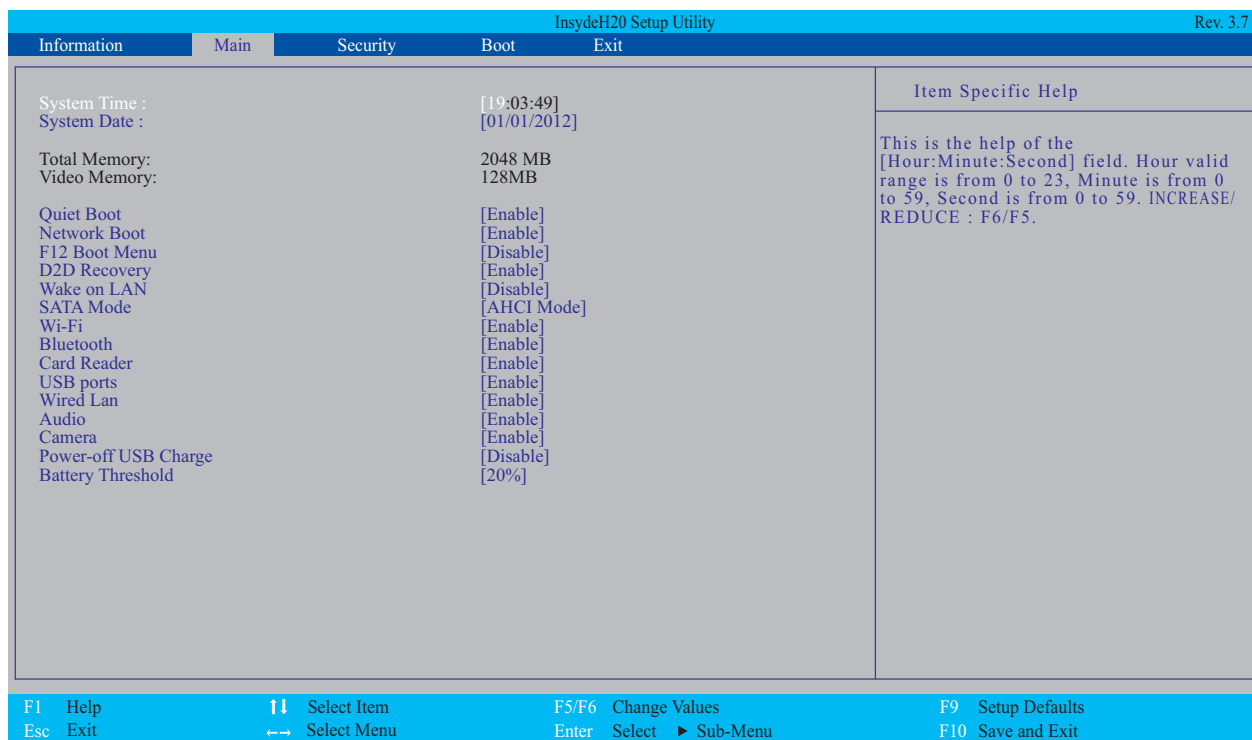 InsydeH20 Setup Utility Rev. 3.7
Information Main Security Boot Exit
System Time : [19:03:49]
System Date : [01/01/2012]
Total Memory: 2048 MB
Video Memory: 128MB
Quiet Boot [Enable]
Network Boot [Enable]
F12 Boot Menu [Disable]
D2D Recovery [Enable]
Wake on LAN [Disable]
SATA Mode [AHCI Mode]
Wi-Fi [Enable]
Bluetooth [Enable]
Card Reader [Enable]
USB ports [Enable]
Wired Lan [Enable]
Audio [Enable]
Camera [Enable]
Power-off USB Charge [Disable]
Battery Threshold [20%]
Item Specific Help
This is the help of the
[Hour:Minute:Second] field. Hour valid
range is from 0 to 23, Minute is from 0
to 59, Second is from 0 to 59. INCREASE/
REDUCE : F6/F5.
F1 Help ↑↓ Select Item F5/F6 Change Values F9 Setup Defaults
Esc Exit ←→ Select Menu Enter Select ► Sub-Menu F10 Save and Exit